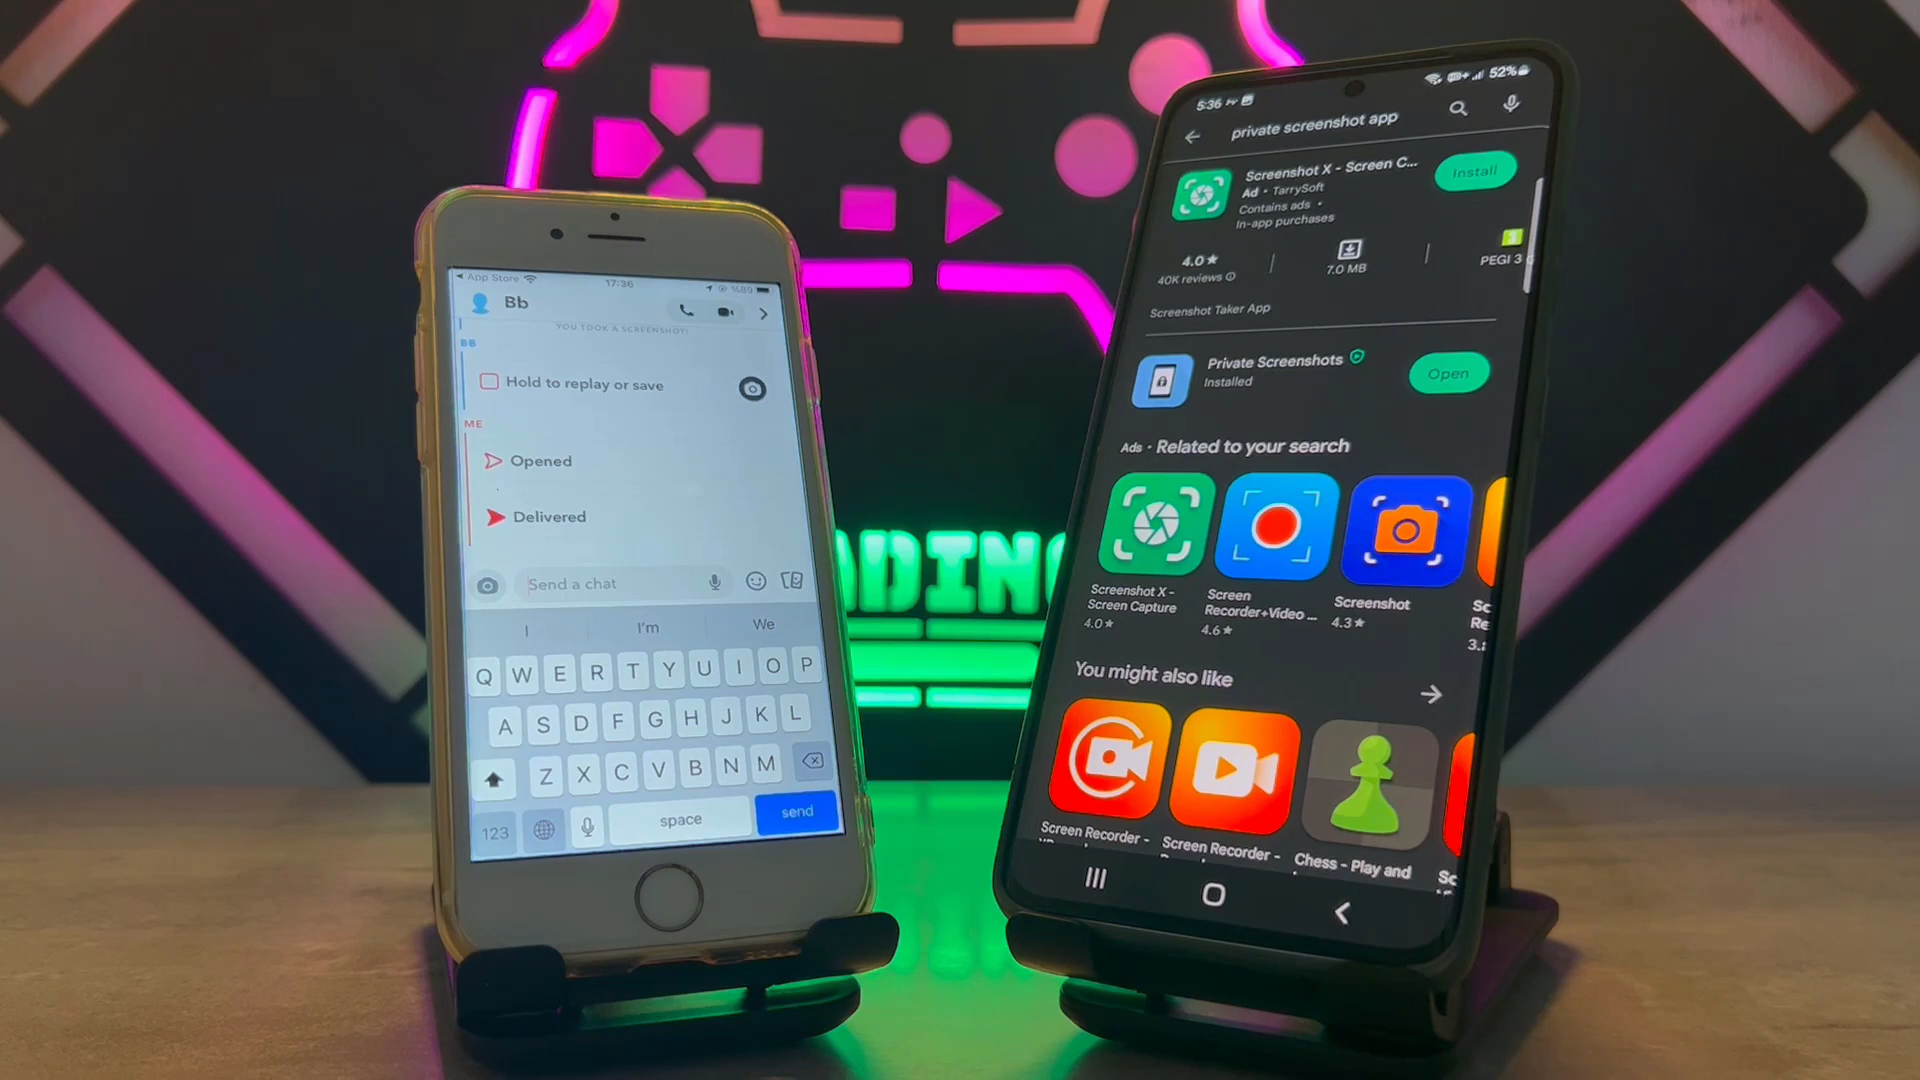 App Store
17:36
%89
Bb
YOU TOOK A SCREENSHOT!
BB
Hold to replay or save
ME
Opened
Delivered
Send a chat
I
I'm
We
Q W E R T Y U I O P
A S D F G H J K L
Z X C V B N M
123
space
send
DING
5:36
52%
private screenshot app
Screenshot X - Screen C...
Ad • TarrySoft
Contains ads •
In-app purchases
Install
4.0★
40K reviews
7.0 MB
3
PEGI 3
Screenshot Taker App
Private Screenshots
Installed
Open
Ads • Related to your search
Screenshot X -
Screen Capture
4.0★
Screen
Recorder+Video ...
4.6★
Screenshot
4.3★
Sc
Re
You might also like
Screen Recorder -
Screen Recorder -
Chess - Play and
Sc